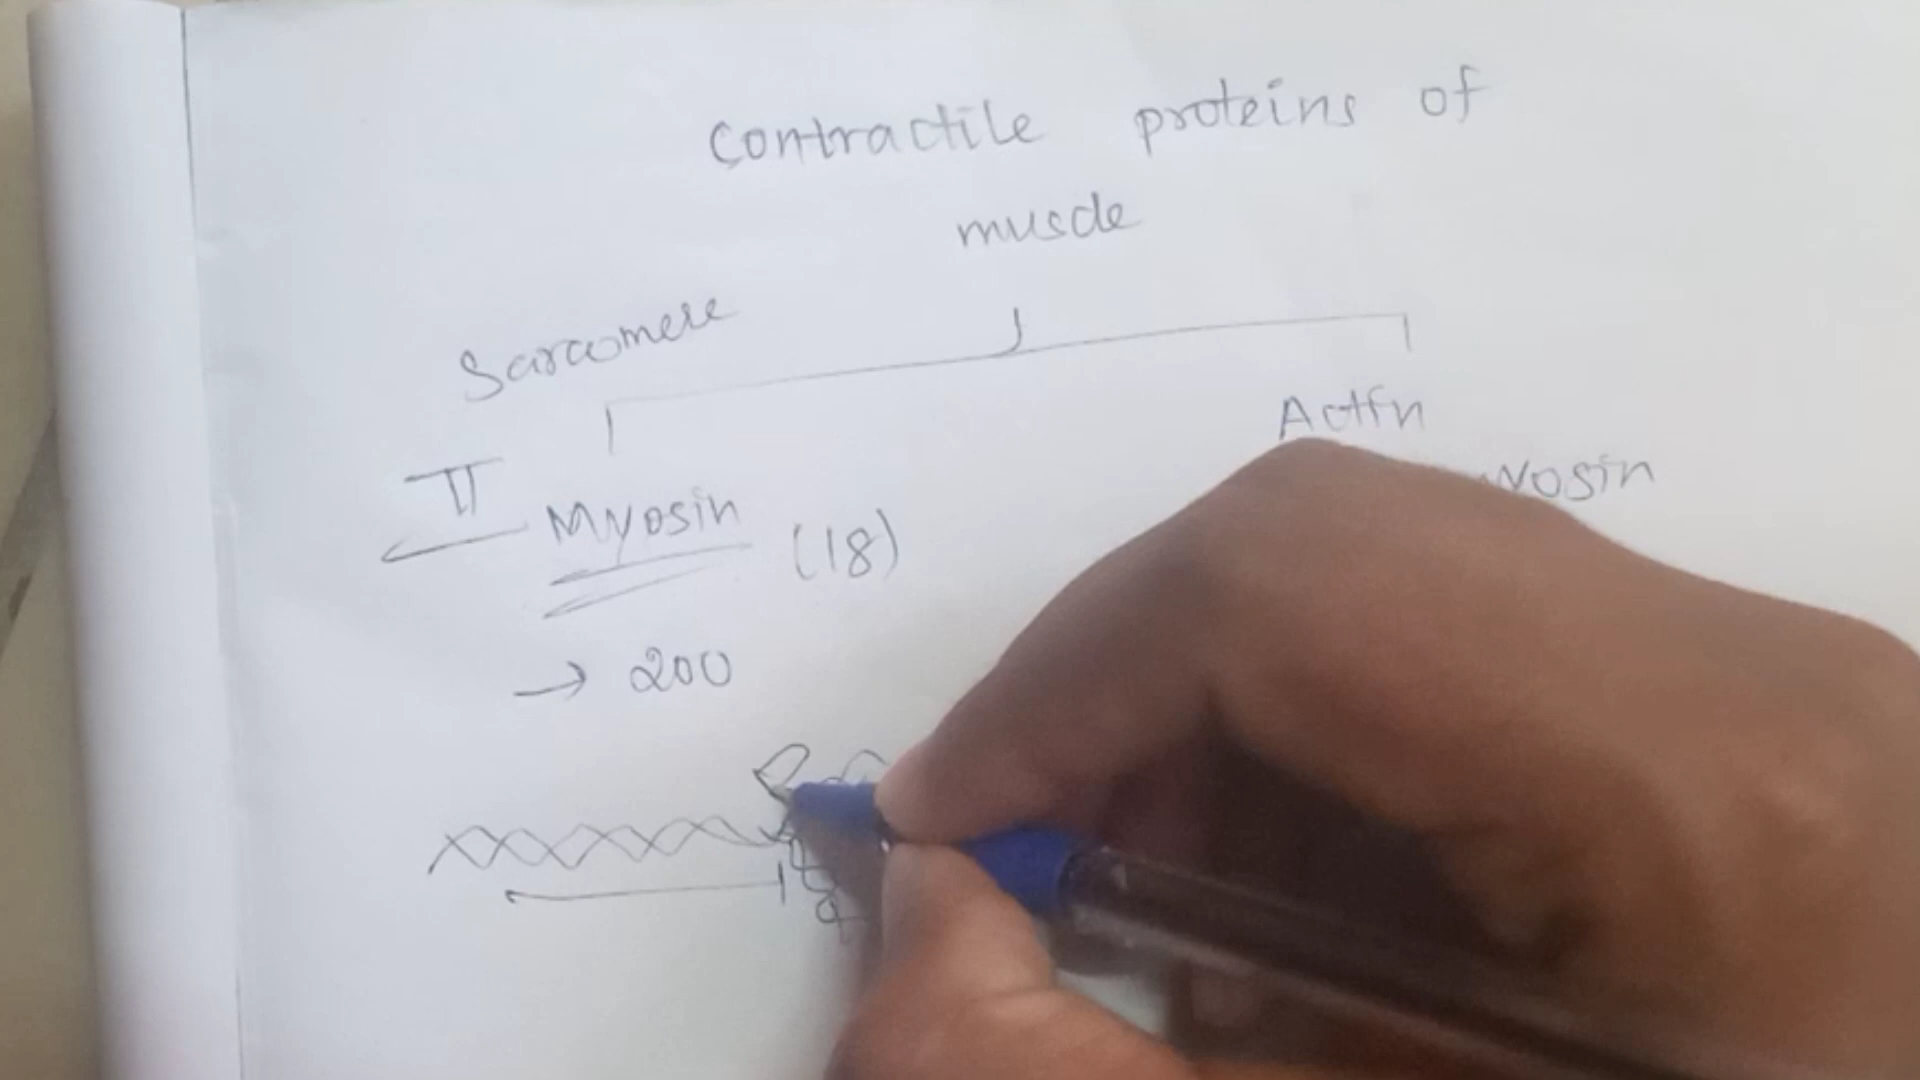 Contractile proteins of
muscle
Sarcomere
II Myosin (18)
Actin
→ 200